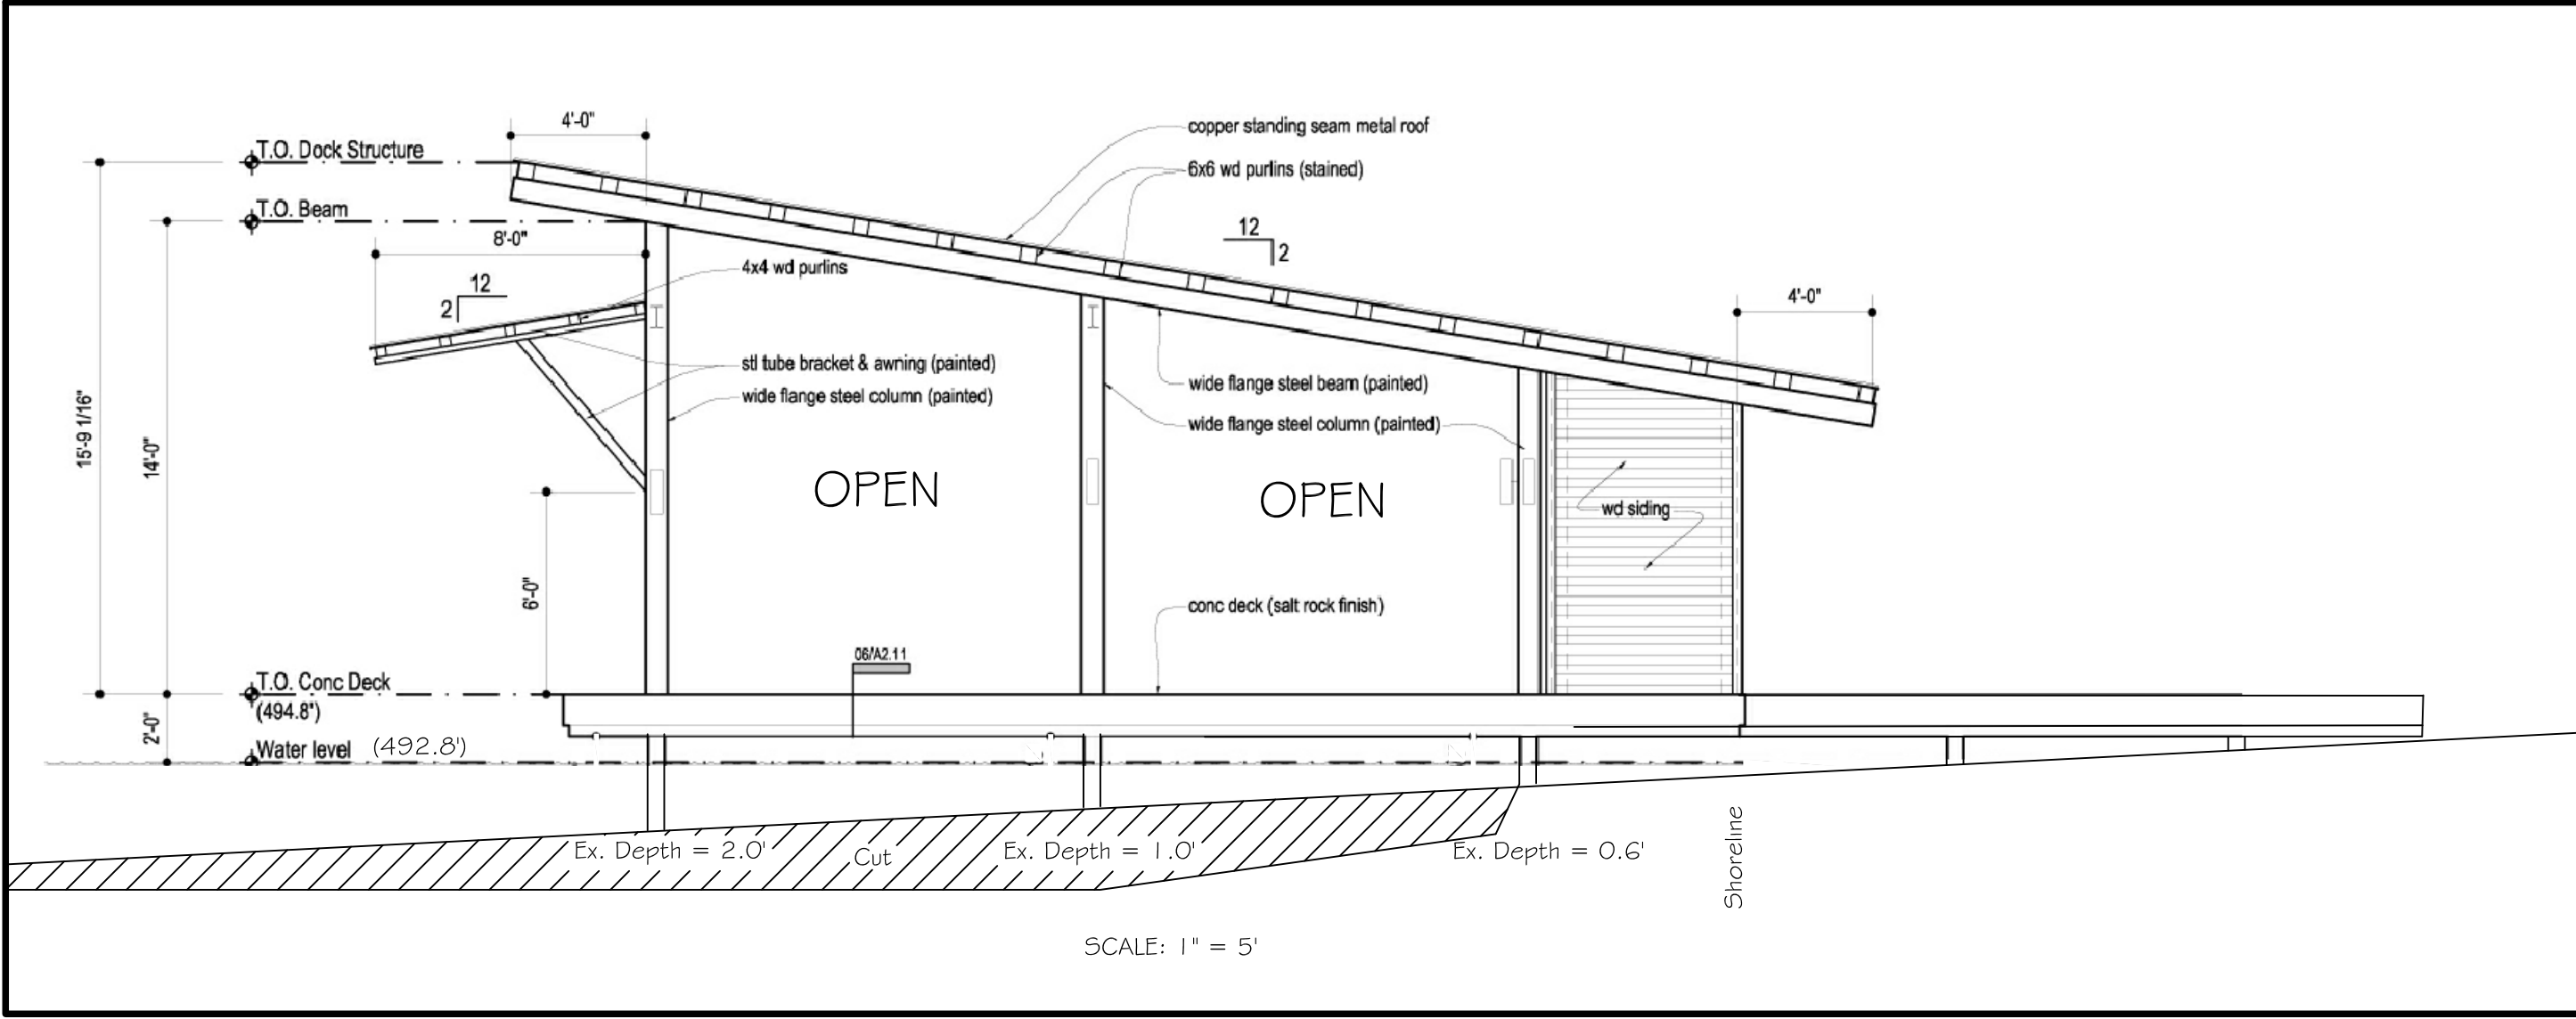 4'-0"
copper standing seam metal roof
T.O. Dock Structure
6x6 wd purlins (stained)
T.O. Beam
12
2
8'-0"
4x4 wd purlins
12
2
4'-0"
stl tube bracket & awning (painted)
wide flange steel beam (painted)
wide flange steel column (painted)
wide flange steel column (painted)
15'-9 1/16"
14'-0"
OPEN
OPEN
wd siding
6'-0"
conc deck (salt rock finish)
06/A2.11
T.O. Conc Deck
(494.8')
2'-0"
Water level (492.8')
Ex. Depth = 2.0'
Cut
Ex. Depth = 1.0'
Ex. Depth = 0.6'
Shoreline
SCALE: 1" = 5'